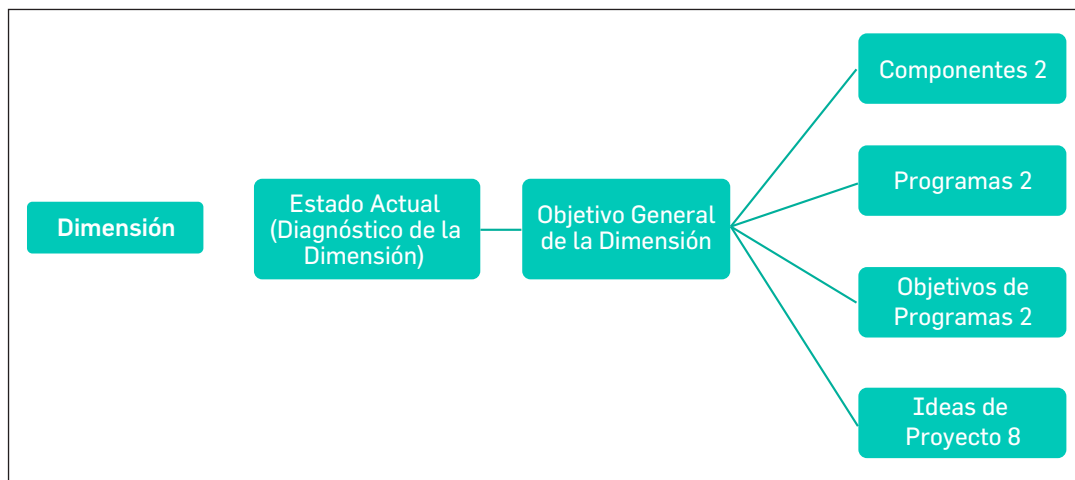 Dimensión
Estado Actual
(Diagnóstico de la
Dimensión)
Objetivo General
de la Dimensión
Componentes 2
Programas 2
Objetivos de
Programas 2
Ideas de
Proyecto 8